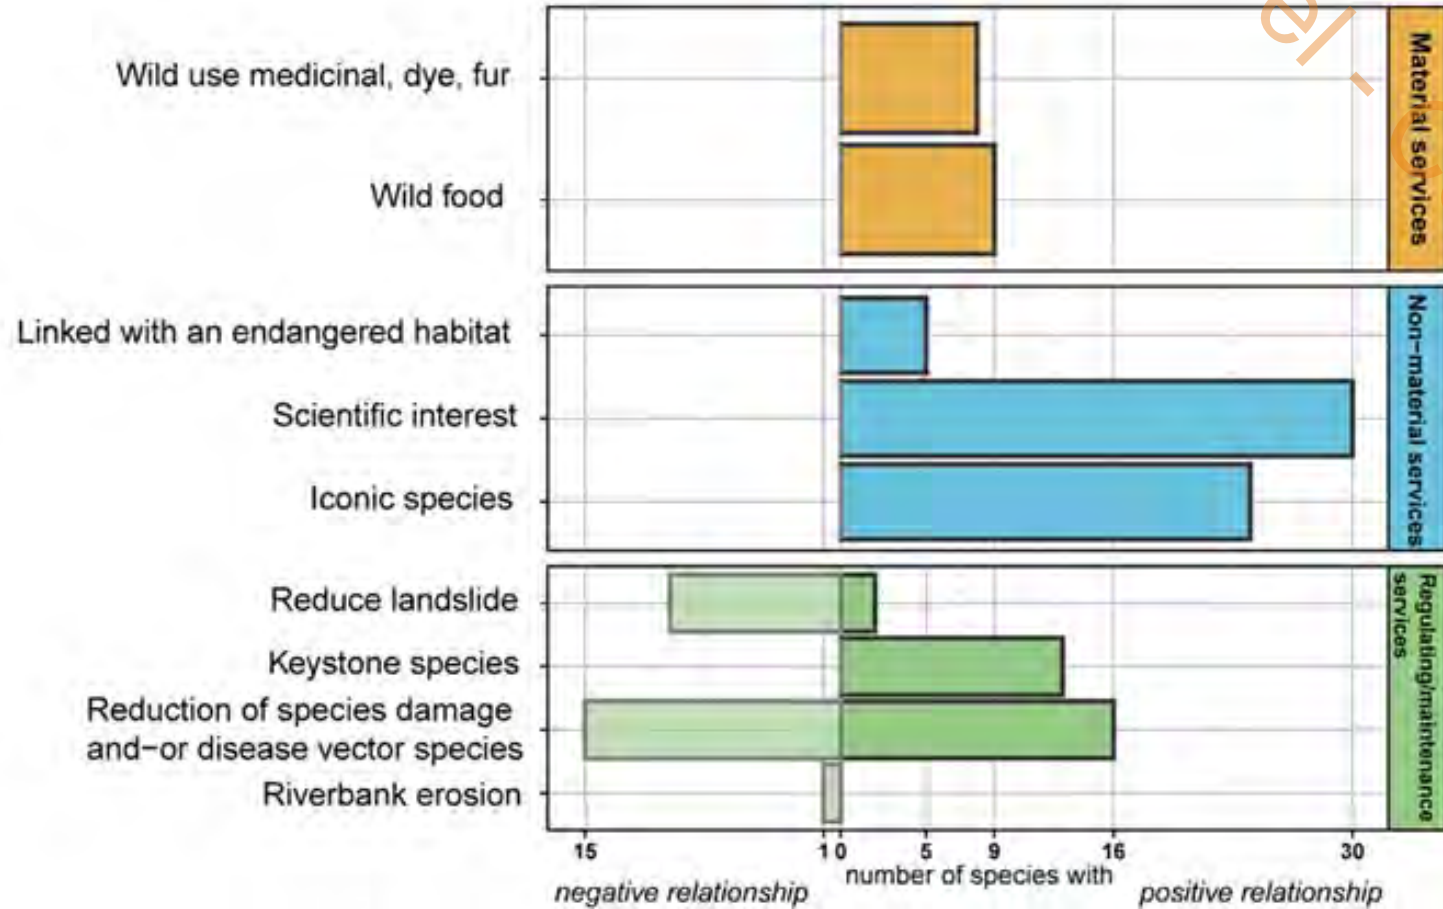 Wild use medicinal, dye, fur
Wild food
Material services
Linked with an endangered habitat
Scientific interest
Iconic species
Non−material services
Reduce landslide
Keystone species
Reduction of species damage
and−or disease vector species
Riverbank erosion
Regulating/maintenance
services
15 1 0 5 9 16 30
number of species with
negative relationship positive relationship